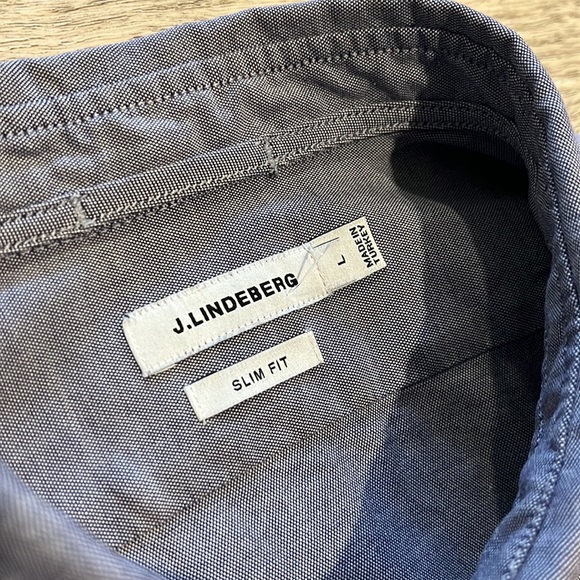 J.LINDEBERG
L
MADE IN
TURKEY
SLIM FIT